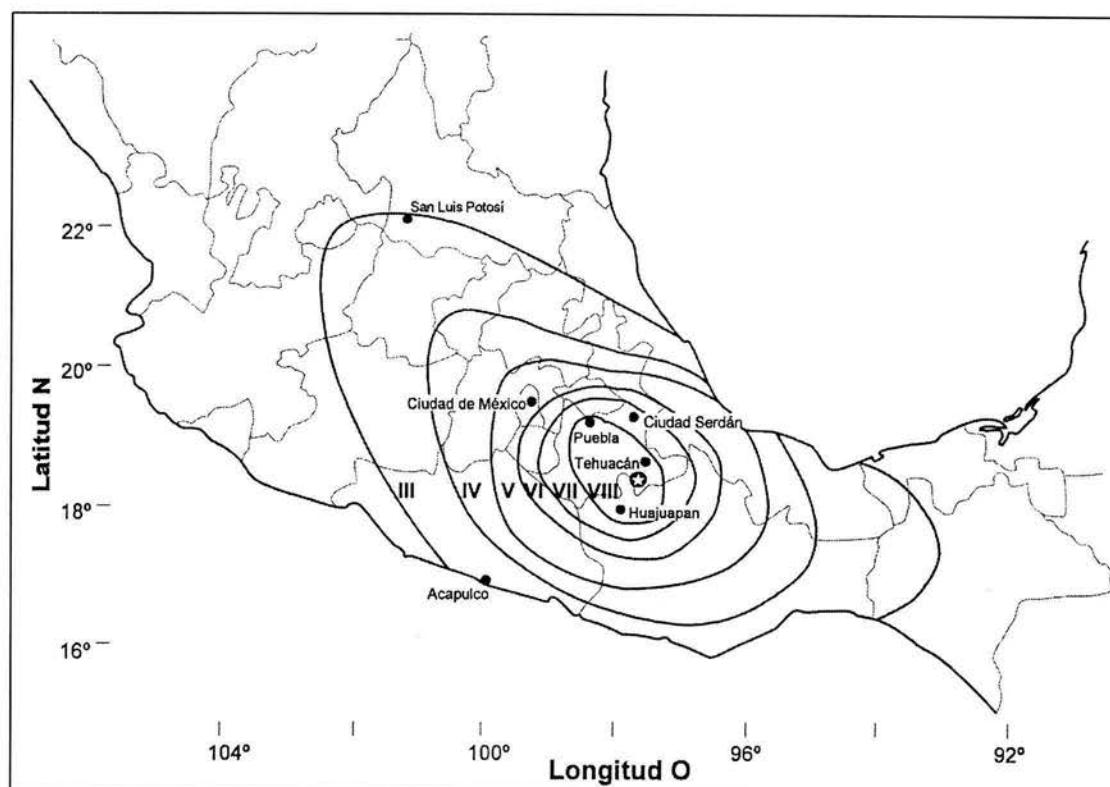 San Luis Potosí
22°
20°
Ciudad de México
Ciudad Serdán
Puebla
Tehuacán
III IV V VI VII VIII
18°
Huajuapan
Acapulco
16°
104° 100° 96° 92°
Latitud N
Longitud O